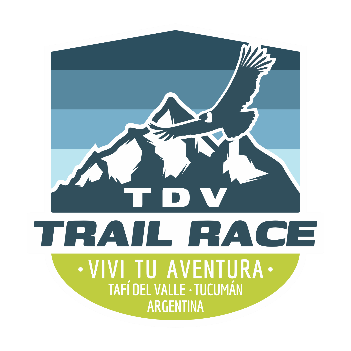 TDV
TRAIL RACE
· VIVI TU AVENTURA ·
TAFÍ DEL VALLE · TUCUMÁN
ARGENTINA